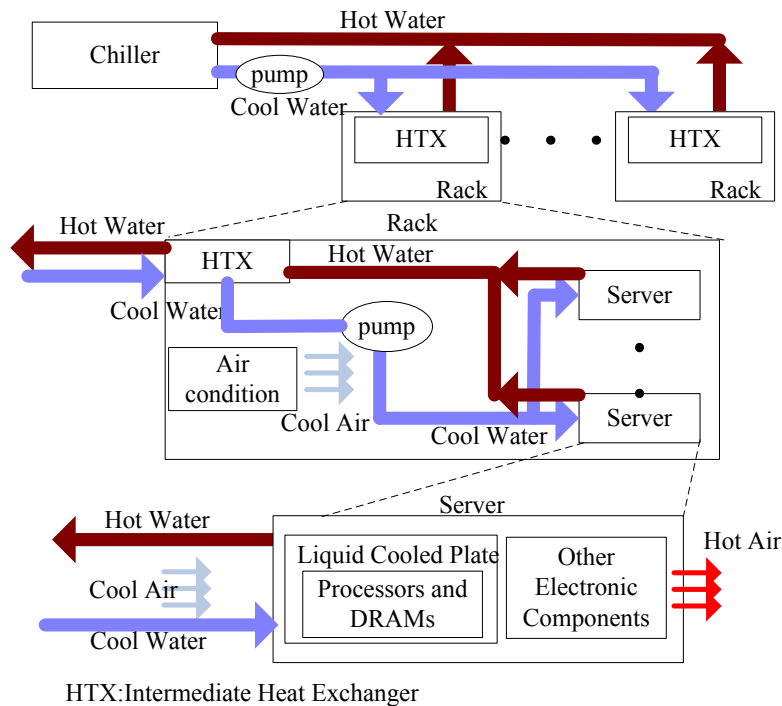 Hot Water
Chiller
pump
Cool Water
HTX
HTX
Rack
Rack
Hot Water
Rack
HTX
Hot Water
Cool Water
Server
pump
Air
condition
Cool Air
Cool Water
Server
Server
Hot Water
Hot Air
Liquid Cooled Plate
Other
Electronic
Components
Cool Air
Processors and
DRAMs
Cool Water
HTX:Intermediate Heat Exchanger